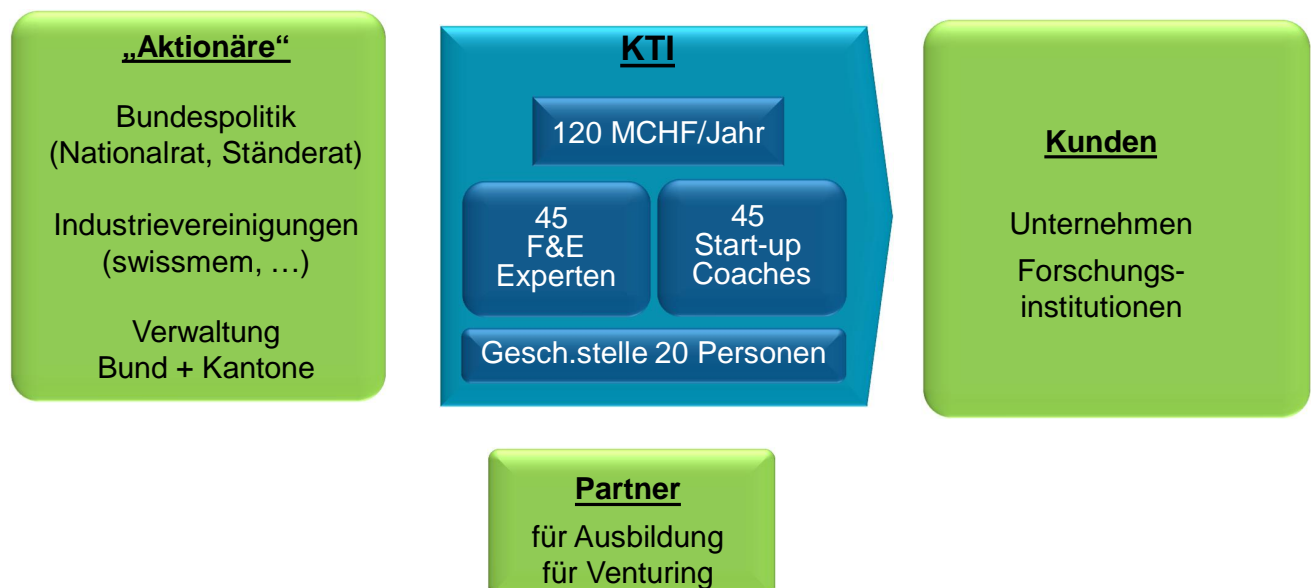 „Aktionäre“
Bundespolitik
(Nationalrat, Ständerat)
Industrievereinigungen
(swissmem, …)
Verwaltung
Bund + Kantone
KTI
120 MCHF/Jahr
45
F&E
Experten
45
Start-up
Coaches
Gesch.stelle 20 Personen
Kunden
Unternehmen
Forschungs-
institutionen
Partner
für Ausbildung
für Venturing